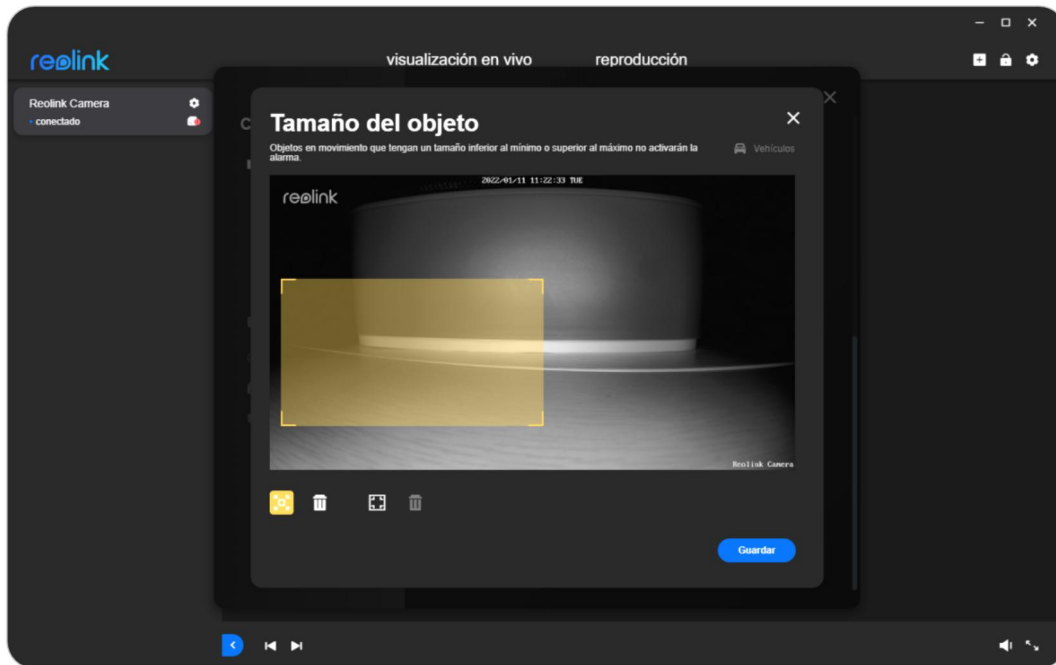 reolink
visualización en vivo
reproducción
Reolink Camera
conectado
C
Tamaño del objeto
Objetos en movimiento que tengan un tamaño inferior al mínimo o superior al máximo no activarán la
alarma.
Vehículos
2022/01/11 11:22:33 TUE
reolink
Reolink Camera
Guardar